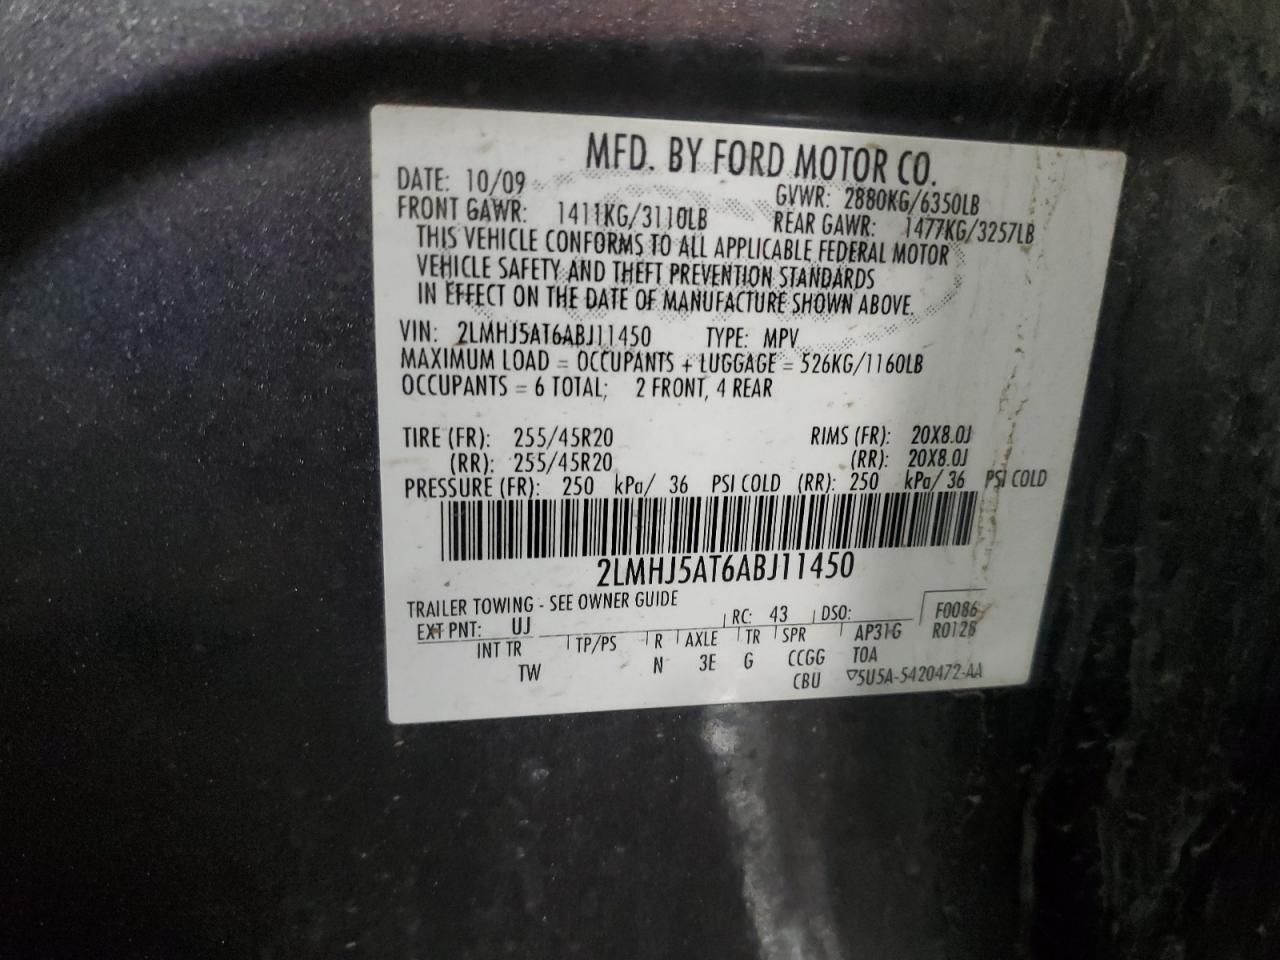 MFD. BY FORD MOTOR CO.
DATE: 10/09 GVWR: 2880KG/6350LB
FRONT GAWR: 1411KG/3110LB REAR GAWR: 1477KG/3257LB
THIS VEHICLE CONFORMS TO ALL APPLICABLE FEDERAL MOTOR
VEHICLE SAFETY AND THEFT PREVENTION STANDARDS
IN EFFECT ON THE DATE OF MANUFACTURE SHOWN ABOVE.
VIN: 2LMHJ5AT6ABJ11450 TYPE: MPV
MAXIMUM LOAD = OCCUPANTS + LUGGAGE = 526KG/1160LB
OCCUPANTS = 6 TOTAL; 2 FRONT, 4 REAR
TIRE (FR): 255/45R20 RIMS (FR): 20X8.0J
(RR): 255/45R20 (RR): 20X8.0J
PRESSURE (FR): 250 kPa/ 36 PSI COLD (RR): 250 kPa/ 36 PSI COLD
2LMHJ5AT6ABJ11450
TRAILER TOWING - SEE OWNER GUIDE
EXT PNT: UJ RC: 43 DSO: F0086
R0128
INT TR TP/PS R AXLE TR SPR AP31G
TW N 3E G CCGG T0A
CBU ▽5U5A-5420472-AA